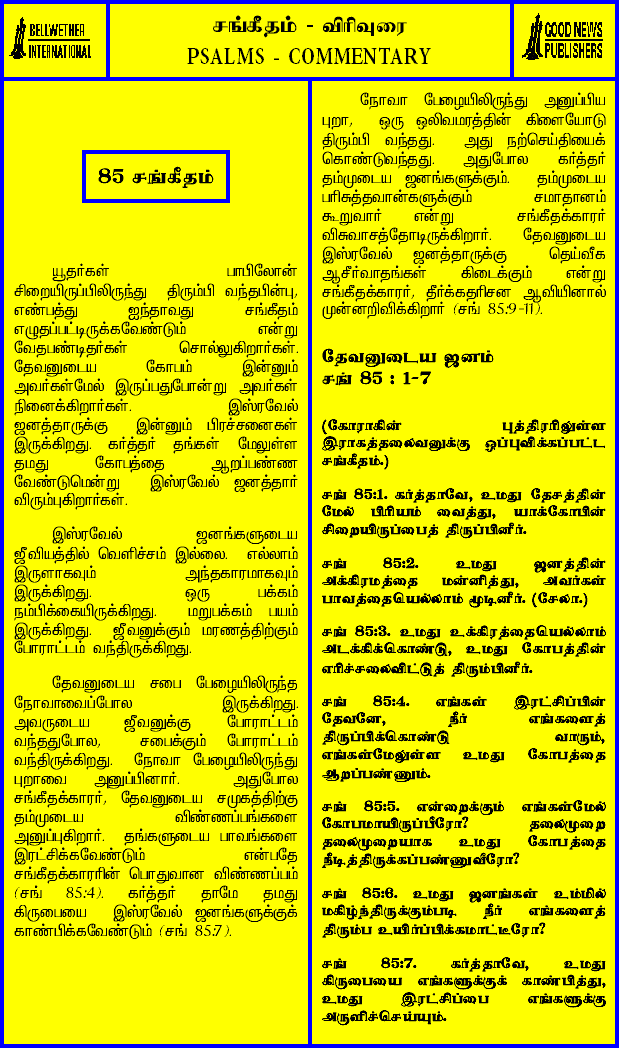 BELLWETHER
INTERNATIONAL
சங்கீதம் - விரிவுரை
PSALMS - COMMENTARY
GOOD NEWS
PUBLISHERS
85 சங்கீதம்
யூதர்கள் பாபிலோன்
சிறையிருப்பிலிருந்து திரும்பி வந்தபின்பு,
எண்பத்து ஐந்தாவது சங்கீதம்
எழுதப்பட்டிருக்கவேண்டும் என்று
வேதபண்டிதர்கள் சொல்லுகிறார்கள்.
தேவனுடைய கோபம் இன்னும்
அவர்கள்மேல் இருப்பதுபோன்று அவர்கள்
நினைக்கிறார்கள். இஸ்ரவேல்
ஜனத்தாருக்கு இன்னும் பிரச்சனைகள்
இருக்கிறது. கர்த்தர் தங்கள் மேலுள்ள
தமது கோபத்தை ஆறப்பண்ண
வேண்டுமென்று இஸ்ரவேல் ஜனத்தார்
விரும்புகிறார்கள்.
இஸ்ரவேல் ஜனங்களுடைய
ஜீவியத்தில் வெளிச்சம் இல்லை. எல்லாம்
இருளாகவும் அந்தகாரமாகவும்
இருக்கிறது. ஒரு பக்கம்
நம்பிக்கையிருக்கிறது. மறுபக்கம் பயம்
இருக்கிறது. ஜீவனுக்கும் மரணத்திற்கும்
போராட்டம் வந்திருக்கிறது.
தேவனுடைய சபை பேழையிலிருந்த
நோவாவைப்போல இருக்கிறது.
அவருடைய ஜீவனுக்கு போராட்டம்
வந்ததுபோல, சபைக்கும் போராட்டம்
வந்திருக்கிறது. நோவா பேழையிலிருந்து
புறாவை அனுப்பினார். அதுபோல
சங்கீதக்காரர், தேவனுடைய சமுகத்திற்கு
தம்முடைய விண்ணப்பங்களை
அனுப்புகிறார். தங்களுடைய பாவங்களை
இரட்சிக்கவேண்டும் என்பதே
சங்கீதக்காரரின் பொதுவான விண்ணப்பம்
(சங் 85:4). கர்த்தர் தாமே தமது
கிருபையை இஸ்ரவேல் ஜனங்களுக்குக்
காண்பிக்கவேண்டும் (சங் 85:7).
நோவா பேழையிலிருந்து அனுப்பிய
புறா, ஒரு ஒலிவமரத்தின் கிளையோடு
திரும்பி வந்தது. அது நற்செய்தியைக்
கொண்டுவந்தது. அதுபோல கர்த்தர்
தம்முடைய ஜனங்களுக்கும். தம்முடைய
பரிசுத்தவான்களுக்கும் சமாதானம்
கூறுவார் என்று சங்கீதக்காரர்
விசுவாசத்தோடிருக்கிறார். தேவனுடைய
இஸ்ரவேல் ஜனத்தாருக்கு தெய்வீக
ஆசீர்வாதங்கள் கிடைக்கும் என்று
சங்கீதக்காரர், தீர்க்கதரிசன ஆவியினால்
முன்னறிவிக்கிறார் (சங் 85:9-11).
தேவனுடைய ஜனம்
சங் 85 : 1-7
(கோராகின் புத்திரரிலுள்ள
இராகத்தலைவனுக்கு ஒப்புவிக்கப்பட்ட
சங்கீதம்.)
சங் 85:1. கர்த்தாவே, உமது தேசத்தின்
மேல் பிரியம் வைத்து, யாக்கோபின்
சிறையிருப்பைத் திருப்பினீர்.
சங் 85:2. உமது ஜனத்தின்
அக்கிரமத்தை மன்னித்து, அவர்கள்
பாவத்தையெல்லாம் மூடினீர். (சேலா.)
சங் 85:3. உமது உக்கிரத்தையெல்லாம்
அடக்கிக்கொண்டு, உமது கோபத்தின்
எரிச்சலைவிட்டுத் திரும்பினீர்.
சங் 85:4. எங்கள் இரட்சிப்பின்
தேவனே, நீர் எங்களைத்
திருப்பிக்கொண்டு வாரும்,
எங்கள்மேலுள்ள உமது கோபத்தை
ஆறப்பண்ணும்.
சங் 85:5. என்றைக்கும் எங்கள்மேல்
கோபமாயிருப்பீரோ? தலைமுறை
தலைமுறையாக உமது கோபத்தை
நீடித்திருக்கப்பண்ணுவீரோ?
சங் 85:6. உமது ஜனங்கள் உம்மில்
மகிழ்ந்திருக்கும்படி நீர் எங்களைத்
திரும்ப உயிர்ப்பிக்கமாட்டீரோ?
சங் 85:7. கர்த்தாவே, உமது
கிருபையை எங்களுக்குக் காண்பித்து,
உமது இரட்சிப்பை எங்களுக்கு
அருளிச்செய்யும்.